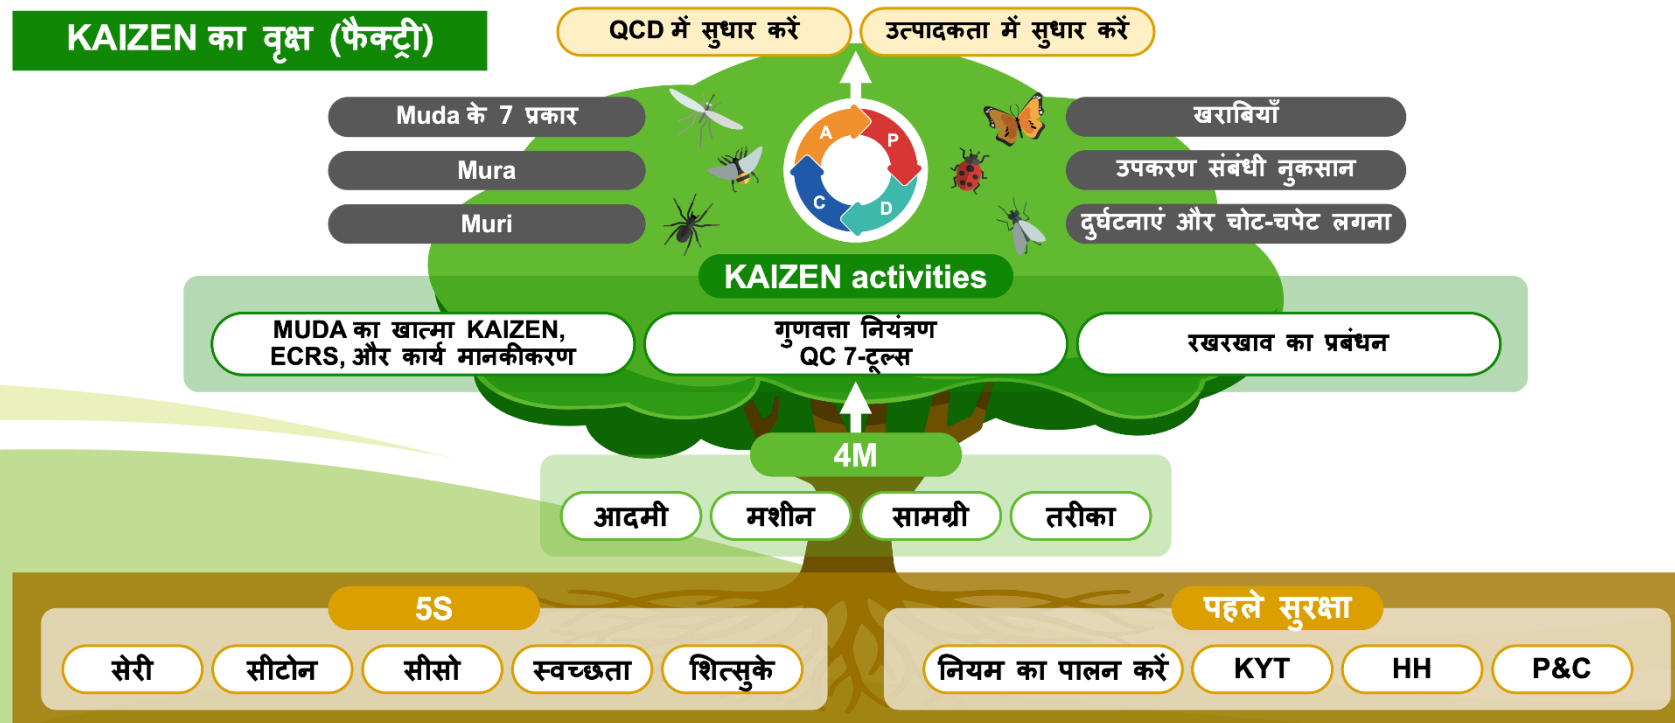 KAIZEN का वृक्ष (फैक्ट्री)
QCD में सुधार करें
उत्पादकता में सुधार करें
Muda के 7 प्रकार
Mura
Muri
A
P
C
D
खराबियाँ
उपकरण संबंधी नुकसान
दुर्घटनाएं और चोट-चपेट लगना
KAIZEN activities
MUDA का खात्मा KAIZEN,
ECRS, और कार्य मानकीकरण
गुणवत्ता नियंत्रण
QC 7-टूल्स
रखरखाव का प्रबंधन
4M
आदमी
मशीन
सामग्री
तरीका
5S
सेरी
सीटोन
सीसो
स्वच्छता
शित्सुके
पहले सुरक्षा
नियम का पालन करें
KYT
HH
P&C